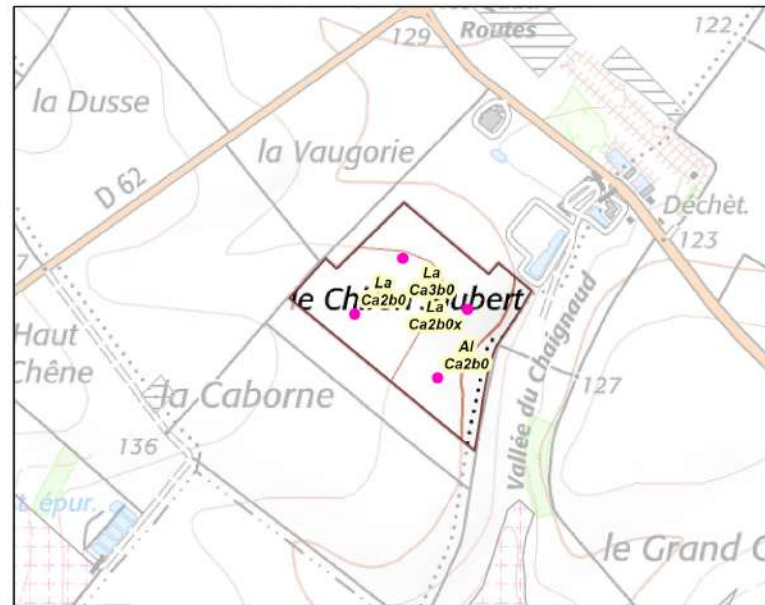 Routes
129
122
la Dusse
la Vaugorie
D 62
Déchèt.
123
La
Ca3b0
La
Ca2b0
La
Ca2b0x
Al
Ca2b0
Haut
Chêne
Vallée du Chaignaud
127
la Caborne
136
épur.
le Grand